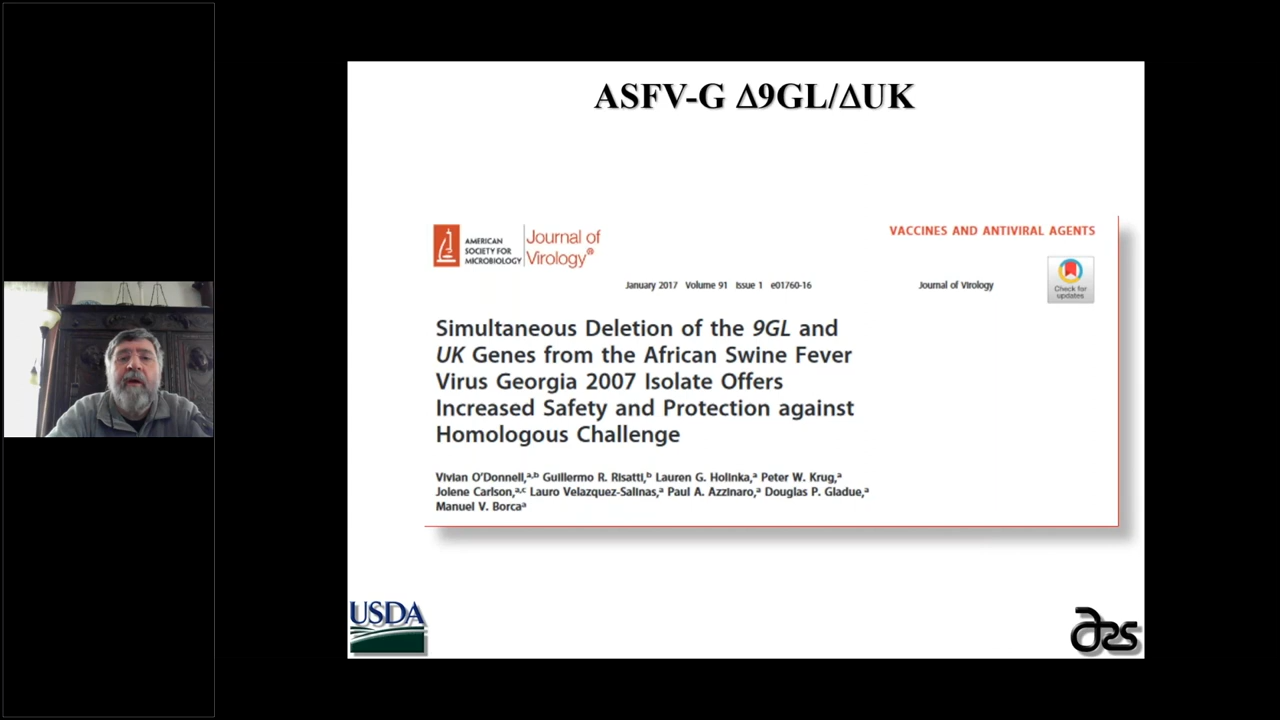 ASFV-G Δ9GL/ΔUK
AMERICAN
SOCIETY FOR
MICROBIOLOGY
Journal of
Virology®
VACCINES AND ANTIVIRAL AGENTS
January 2017 Volume 91 Issue 1 e01760-16
Journal of Virology
Check for
updates
Simultaneous Deletion of the 9GL and
UK Genes from the African Swine Fever
Virus Georgia 2007 Isolate Offers
Increased Safety and Protection against
Homologous Challenge
Vivian O'Donnell,a,b Guillermo R. Risatti,b Lauren G. Holinka,a Peter W. Krug,a
Jolene Carlson,a,c Lauro Velazquez-Salinas,a Paul A. Azzinaro,a Douglas P. Gladue,a
Manuel V. Borcaa
USDA
ars